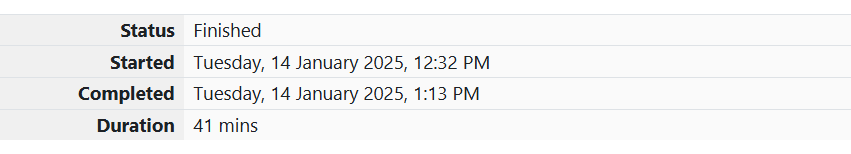 Status Finished
Started Tuesday, 14 January 2025, 12:32 PM
Completed Tuesday, 14 January 2025, 1:13 PM
Duration 41 mins